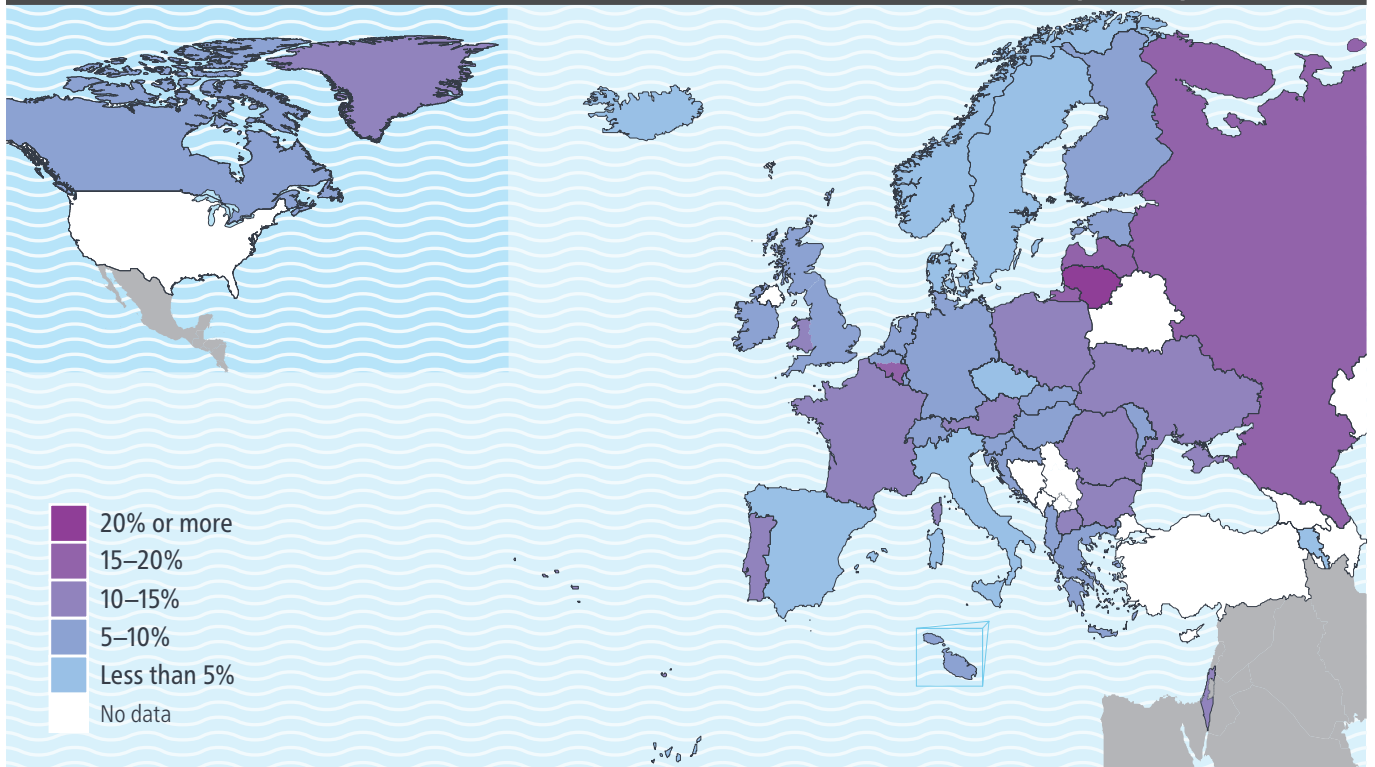 20% or more
15–20%
10–15%
5–10%
Less than 5%
No data